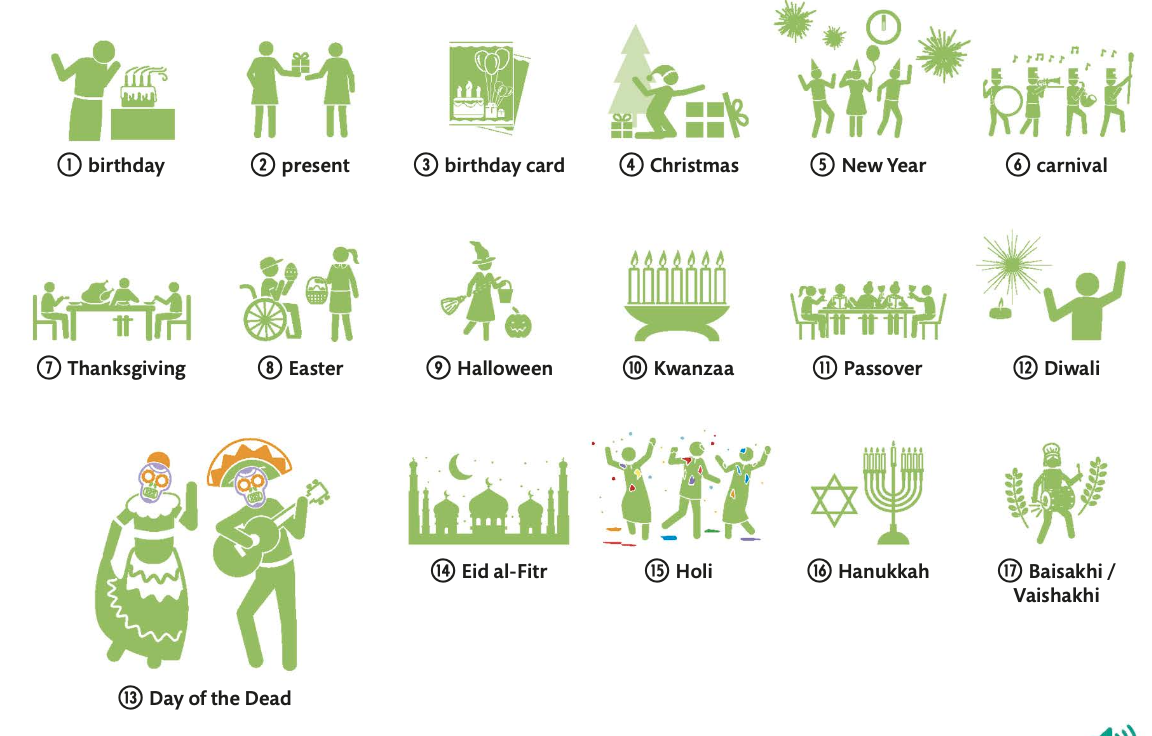 ① birthday
② present
③ birthday card
④ Christmas
⑤ New Year
⑥ carnival
⑦ Thanksgiving
⑧ Easter
⑨ Halloween
⑩ Kwanzaa
⑪ Passover
⑫ Diwali
⑬ Day of the Dead
⑭ Eid al-Fitr
⑮ Holi
⑯ Hanukkah
⑰ Baisakhi /
Vaishakhi